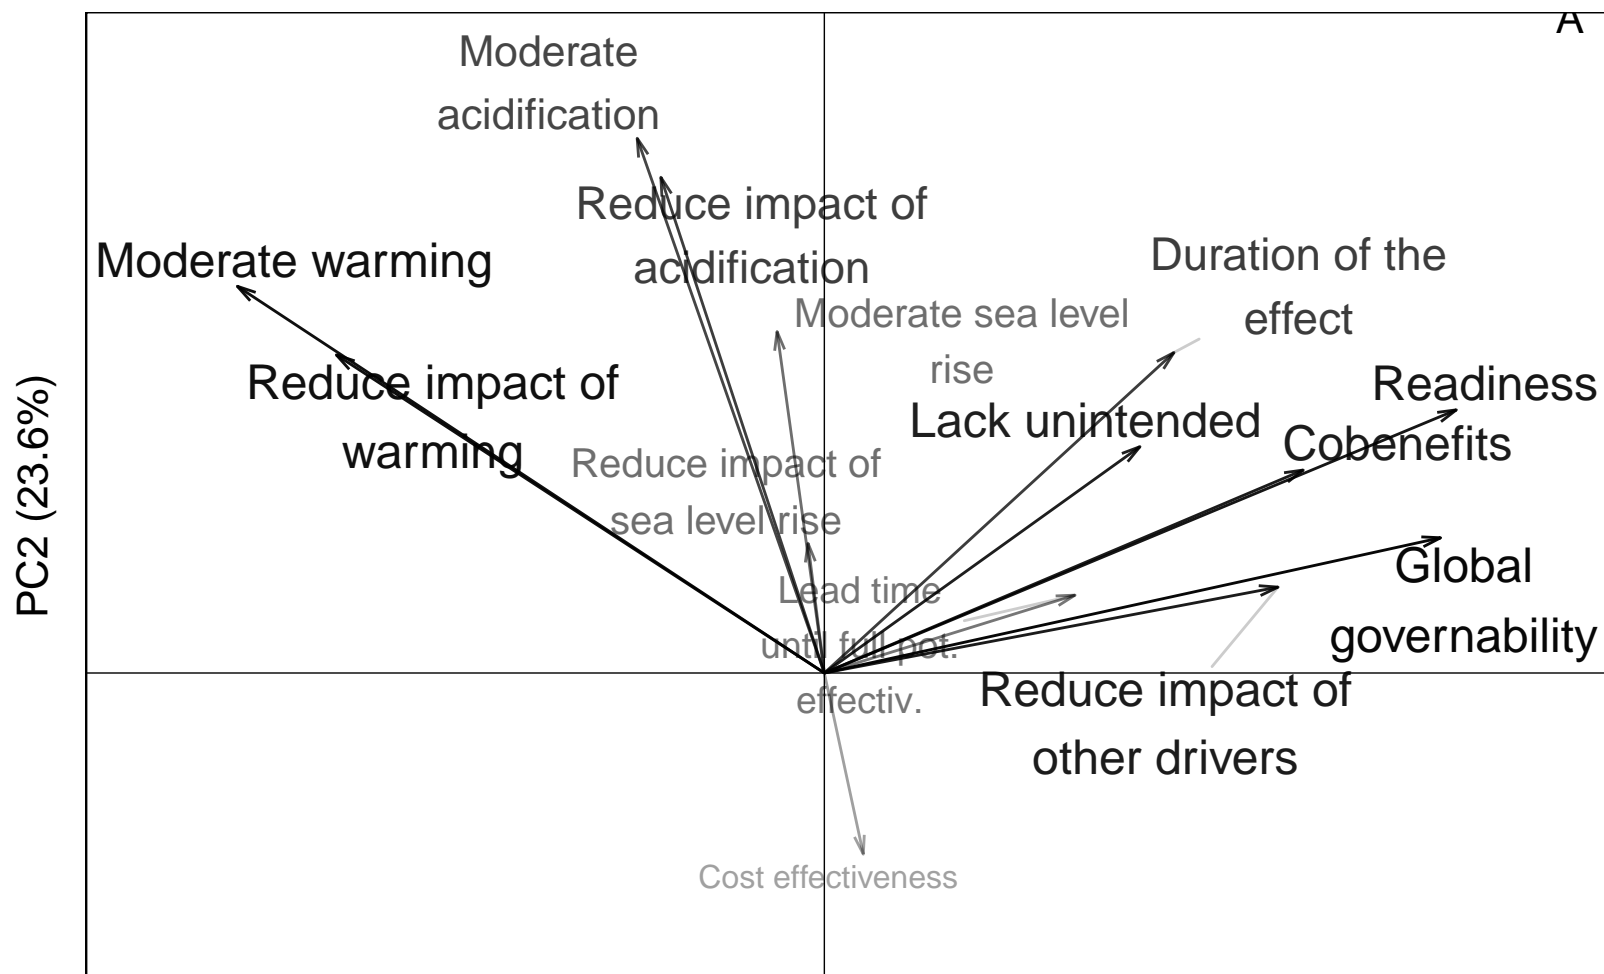 A
Moderate
acidification
Reduce impact of
acidification
Moderate warming
Duration of the
effect
Moderate sea level
rise
Reduce impact of
warming
Readiness
Lack unintended
Cobenefits
Reduce impact of
sea level rise
PC2 (23.6%)
Global
governability
Lead time
until full pot.
effectiv.
Reduce impact of
other drivers
Cost effectiveness